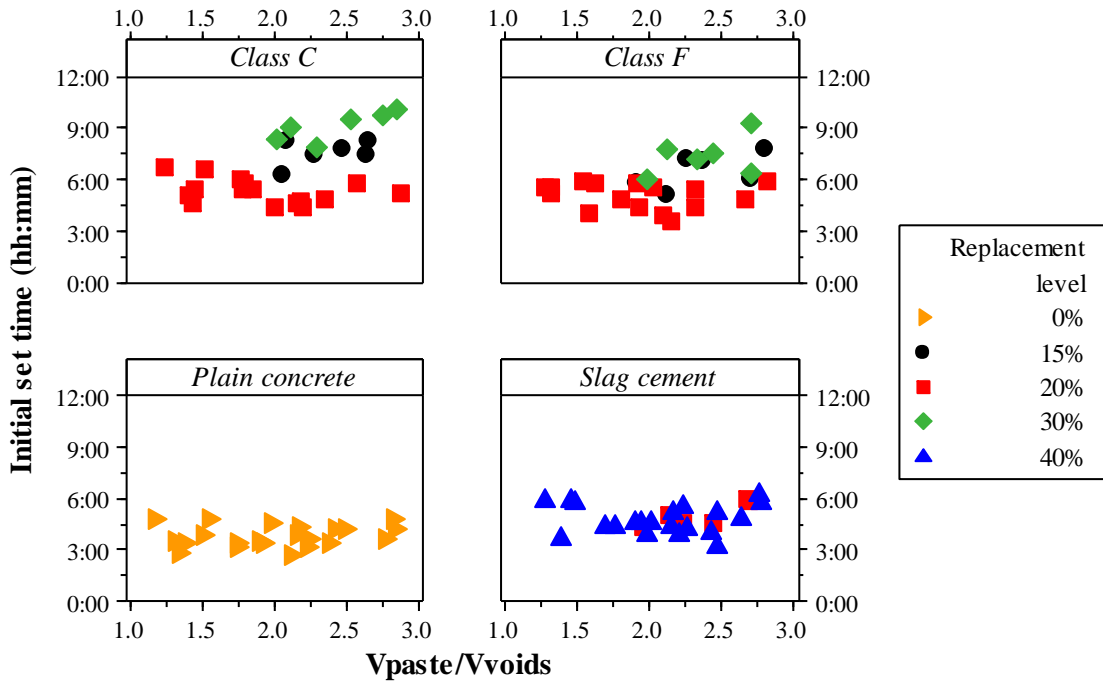 1.0 1.5 2.0 2.5 3.0 1.0 1.5 2.0 2.5 3.0
Class C Class F
12:00 12:00
9:00 9:00
6:00 6:00
3:00 3:00
0:00 0:00
Initial set time (hh:mm)
Plain concrete Slag cement
12:00 12:00
9:00 9:00
6:00 6:00
3:00 3:00
0:00 0:00
1.0 1.5 2.0 2.5 3.0 1.0 1.5 2.0 2.5 3.0
Vpaste/Vvoids
Replacement
level
0%
15%
20%
30%
40%